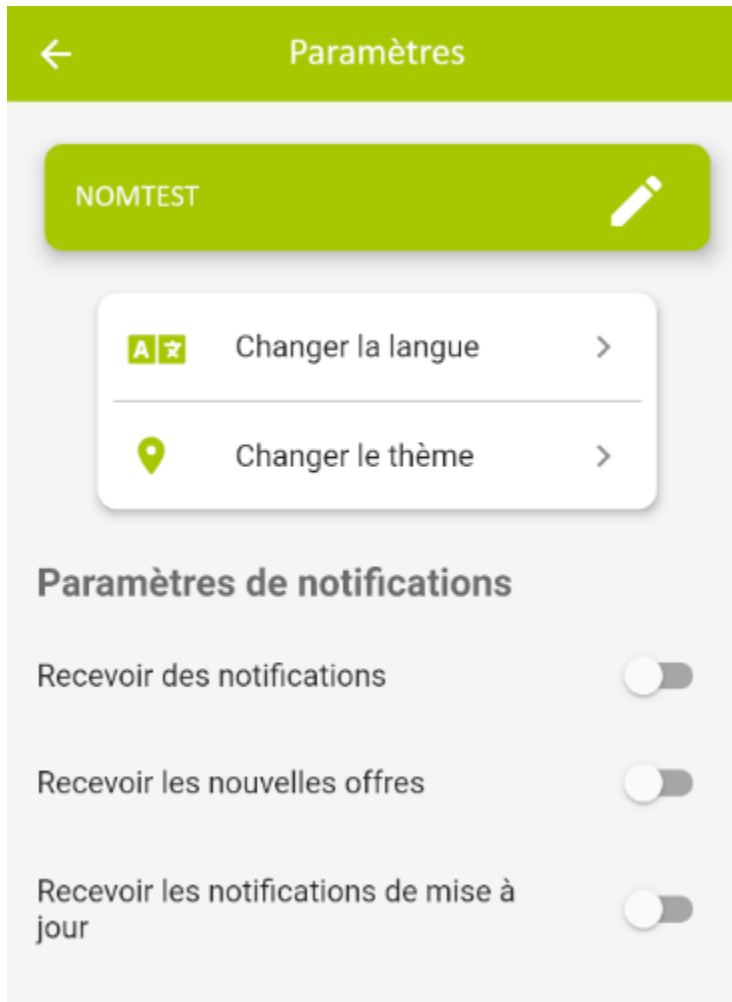 Paramètres
NOMTEST
Changer la langue
Changer le thème
Paramètres de notifications
Recevoir des notifications
Recevoir les nouvelles offres
Recevoir les notifications de mise à
jour